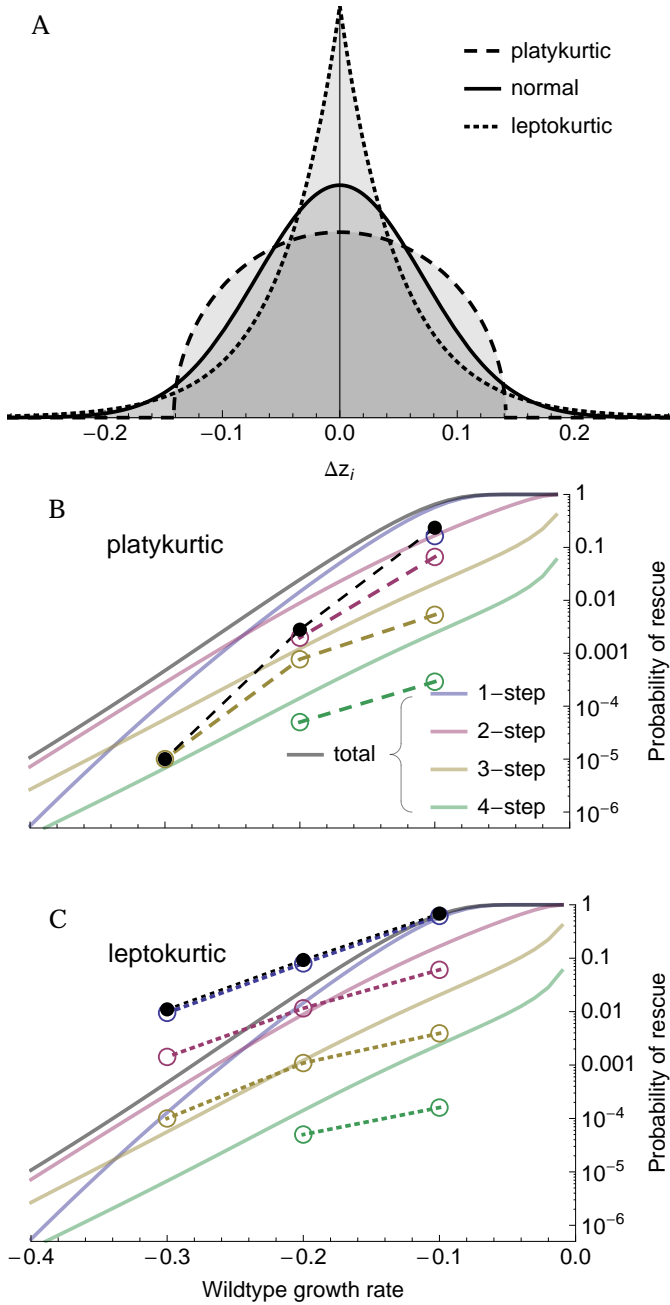 A
platykurtic
normal
leptokurtic
−0.2 −0.1 0.0 0.1 0.2
Δz_i
B
platykurtic
1
0.1
0.01
0.001
10^−4
10^−5
10^−6
Probability of rescue
total
1−step
2−step
3−step
4−step
C
leptokurtic
1
0.1
0.01
0.001
10^−4
10^−5
10^−6
Probability of rescue
−0.4 −0.3 −0.2 −0.1 0.0
Wildtype growth rate